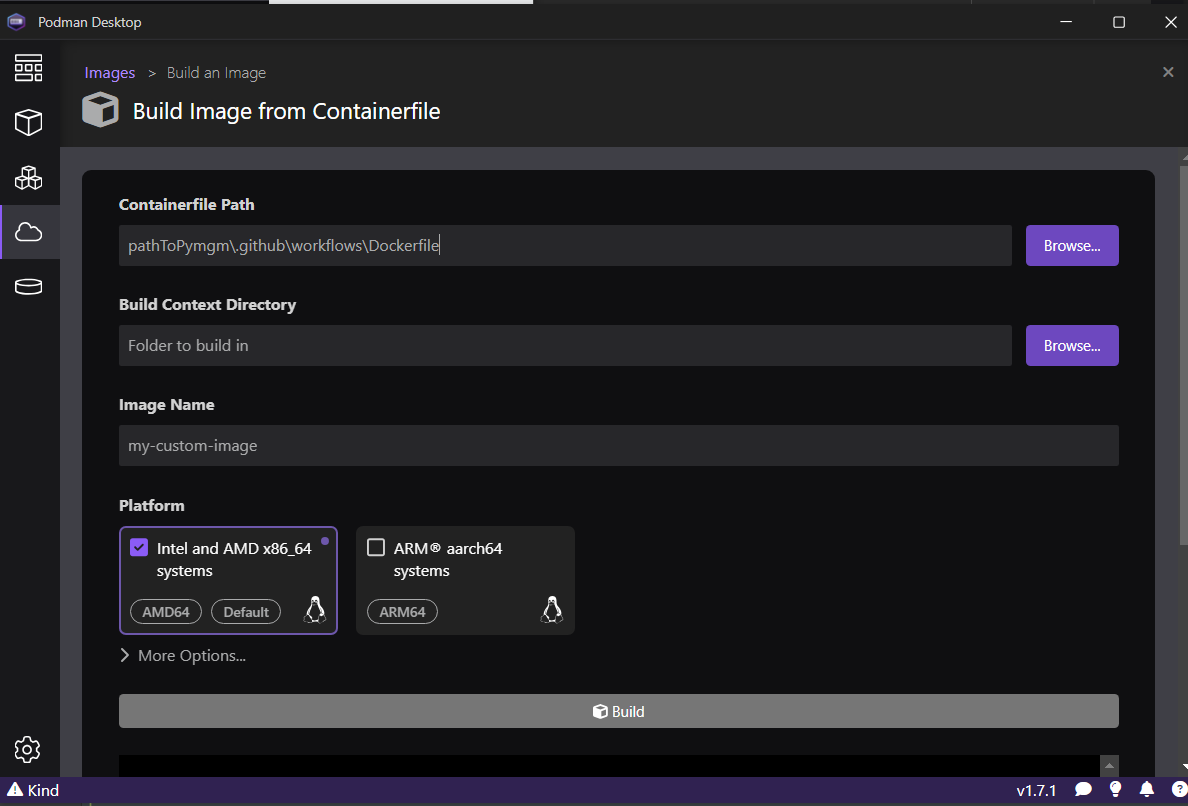 Podman Desktop
Images > Build an Image
Build Image from Containerfile
Containerfile Path
pathToPymgm\.github\workflows\Dockerfile
Browse...
Build Context Directory
Folder to build in
Browse...
Image Name
my-custom-image
Platform
Intel and AMD x86_64
systems
AMD64 Default
ARM® aarch64
systems
ARM64
More Options...
Build
Kind
v1.7.1